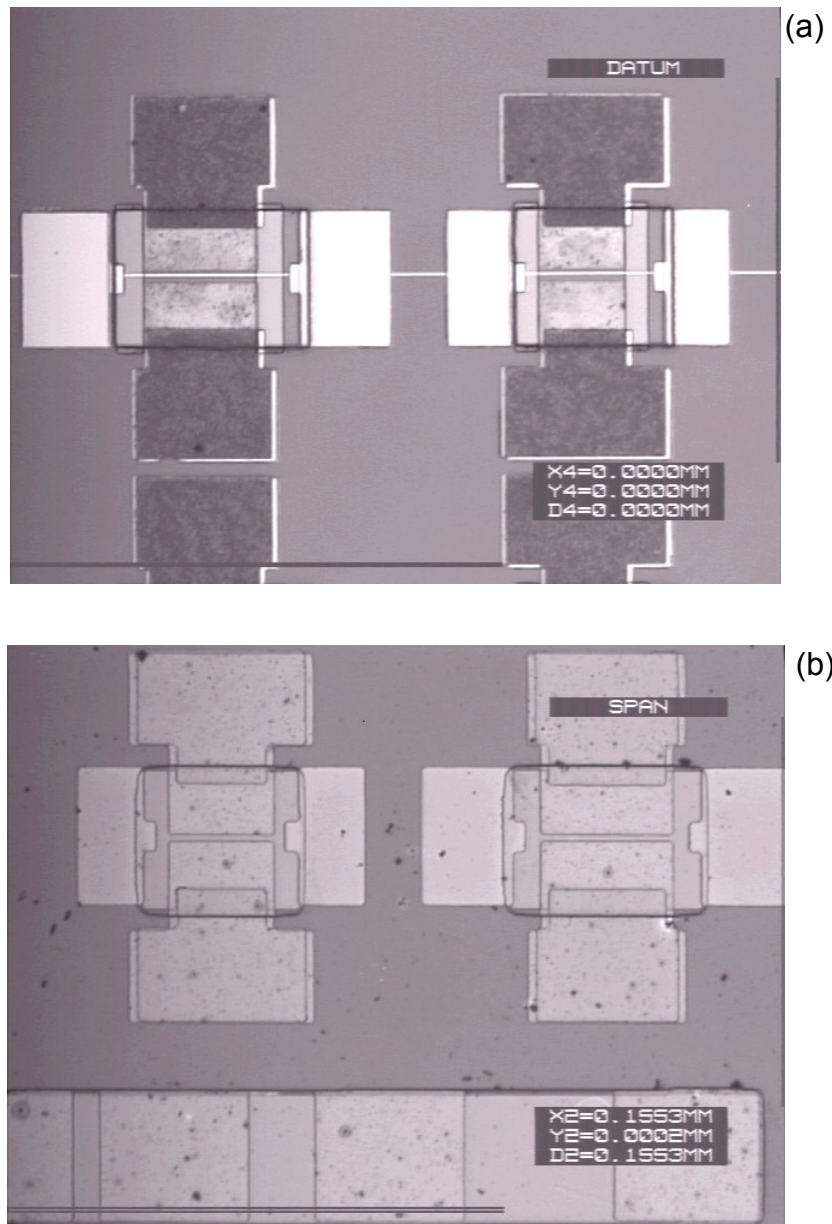 (a)
DATUM
X4=0.0000MM
Y4=0.0000MM
D4=0.0000MM
(b)
SPAN
X2=0.1553MM
Y2=0.0002MM
D2=0.1553MM